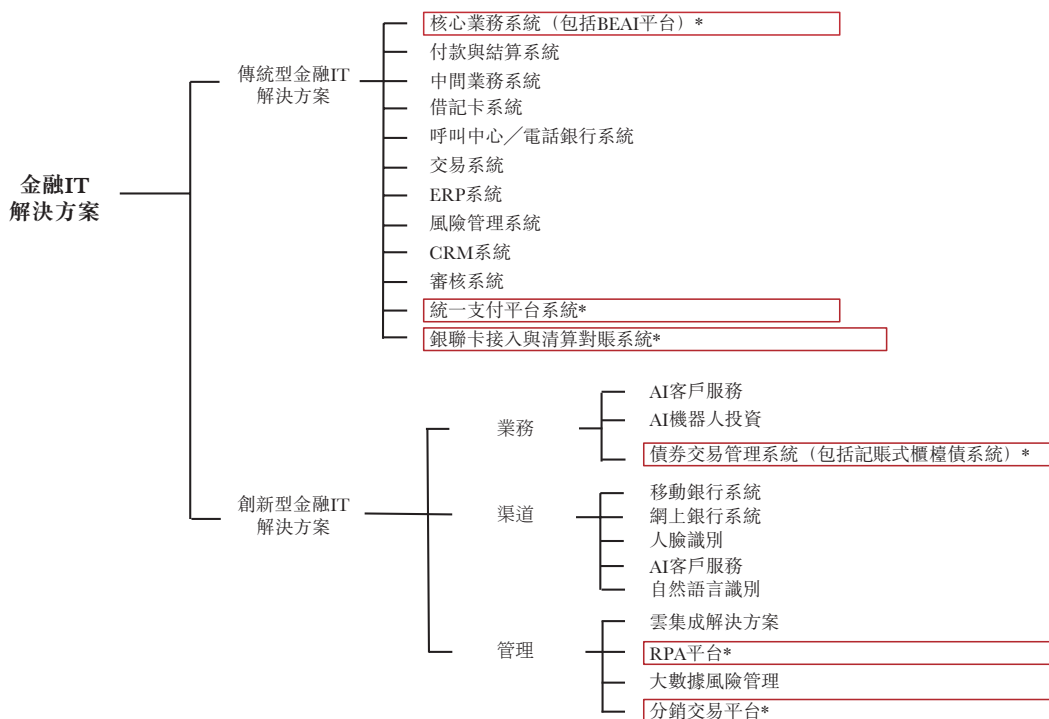 金融IT
解決方案
傳統型金融IT
解決方案
核心業務系統（包括BEAI平台）*
付款與結算系統
中間業務系統
借記卡系統
呼叫中心／電話銀行系統
交易系統
ERP系統
風險管理系統
CRM系統
審核系統
統一支付平台系統*
銀聯卡接入與清算對賬系統*
創新型金融IT
解決方案
業務
AI客戶服務
AI機器人投資
債券交易管理系統（包括記賬式櫃檯債系統）*
渠道
移動銀行系統
網上銀行系統
人臉識別
AI客戶服務
自然語言識別
管理
雲集成解決方案
RPA平台*
大數據風險管理
分銷交易平台*